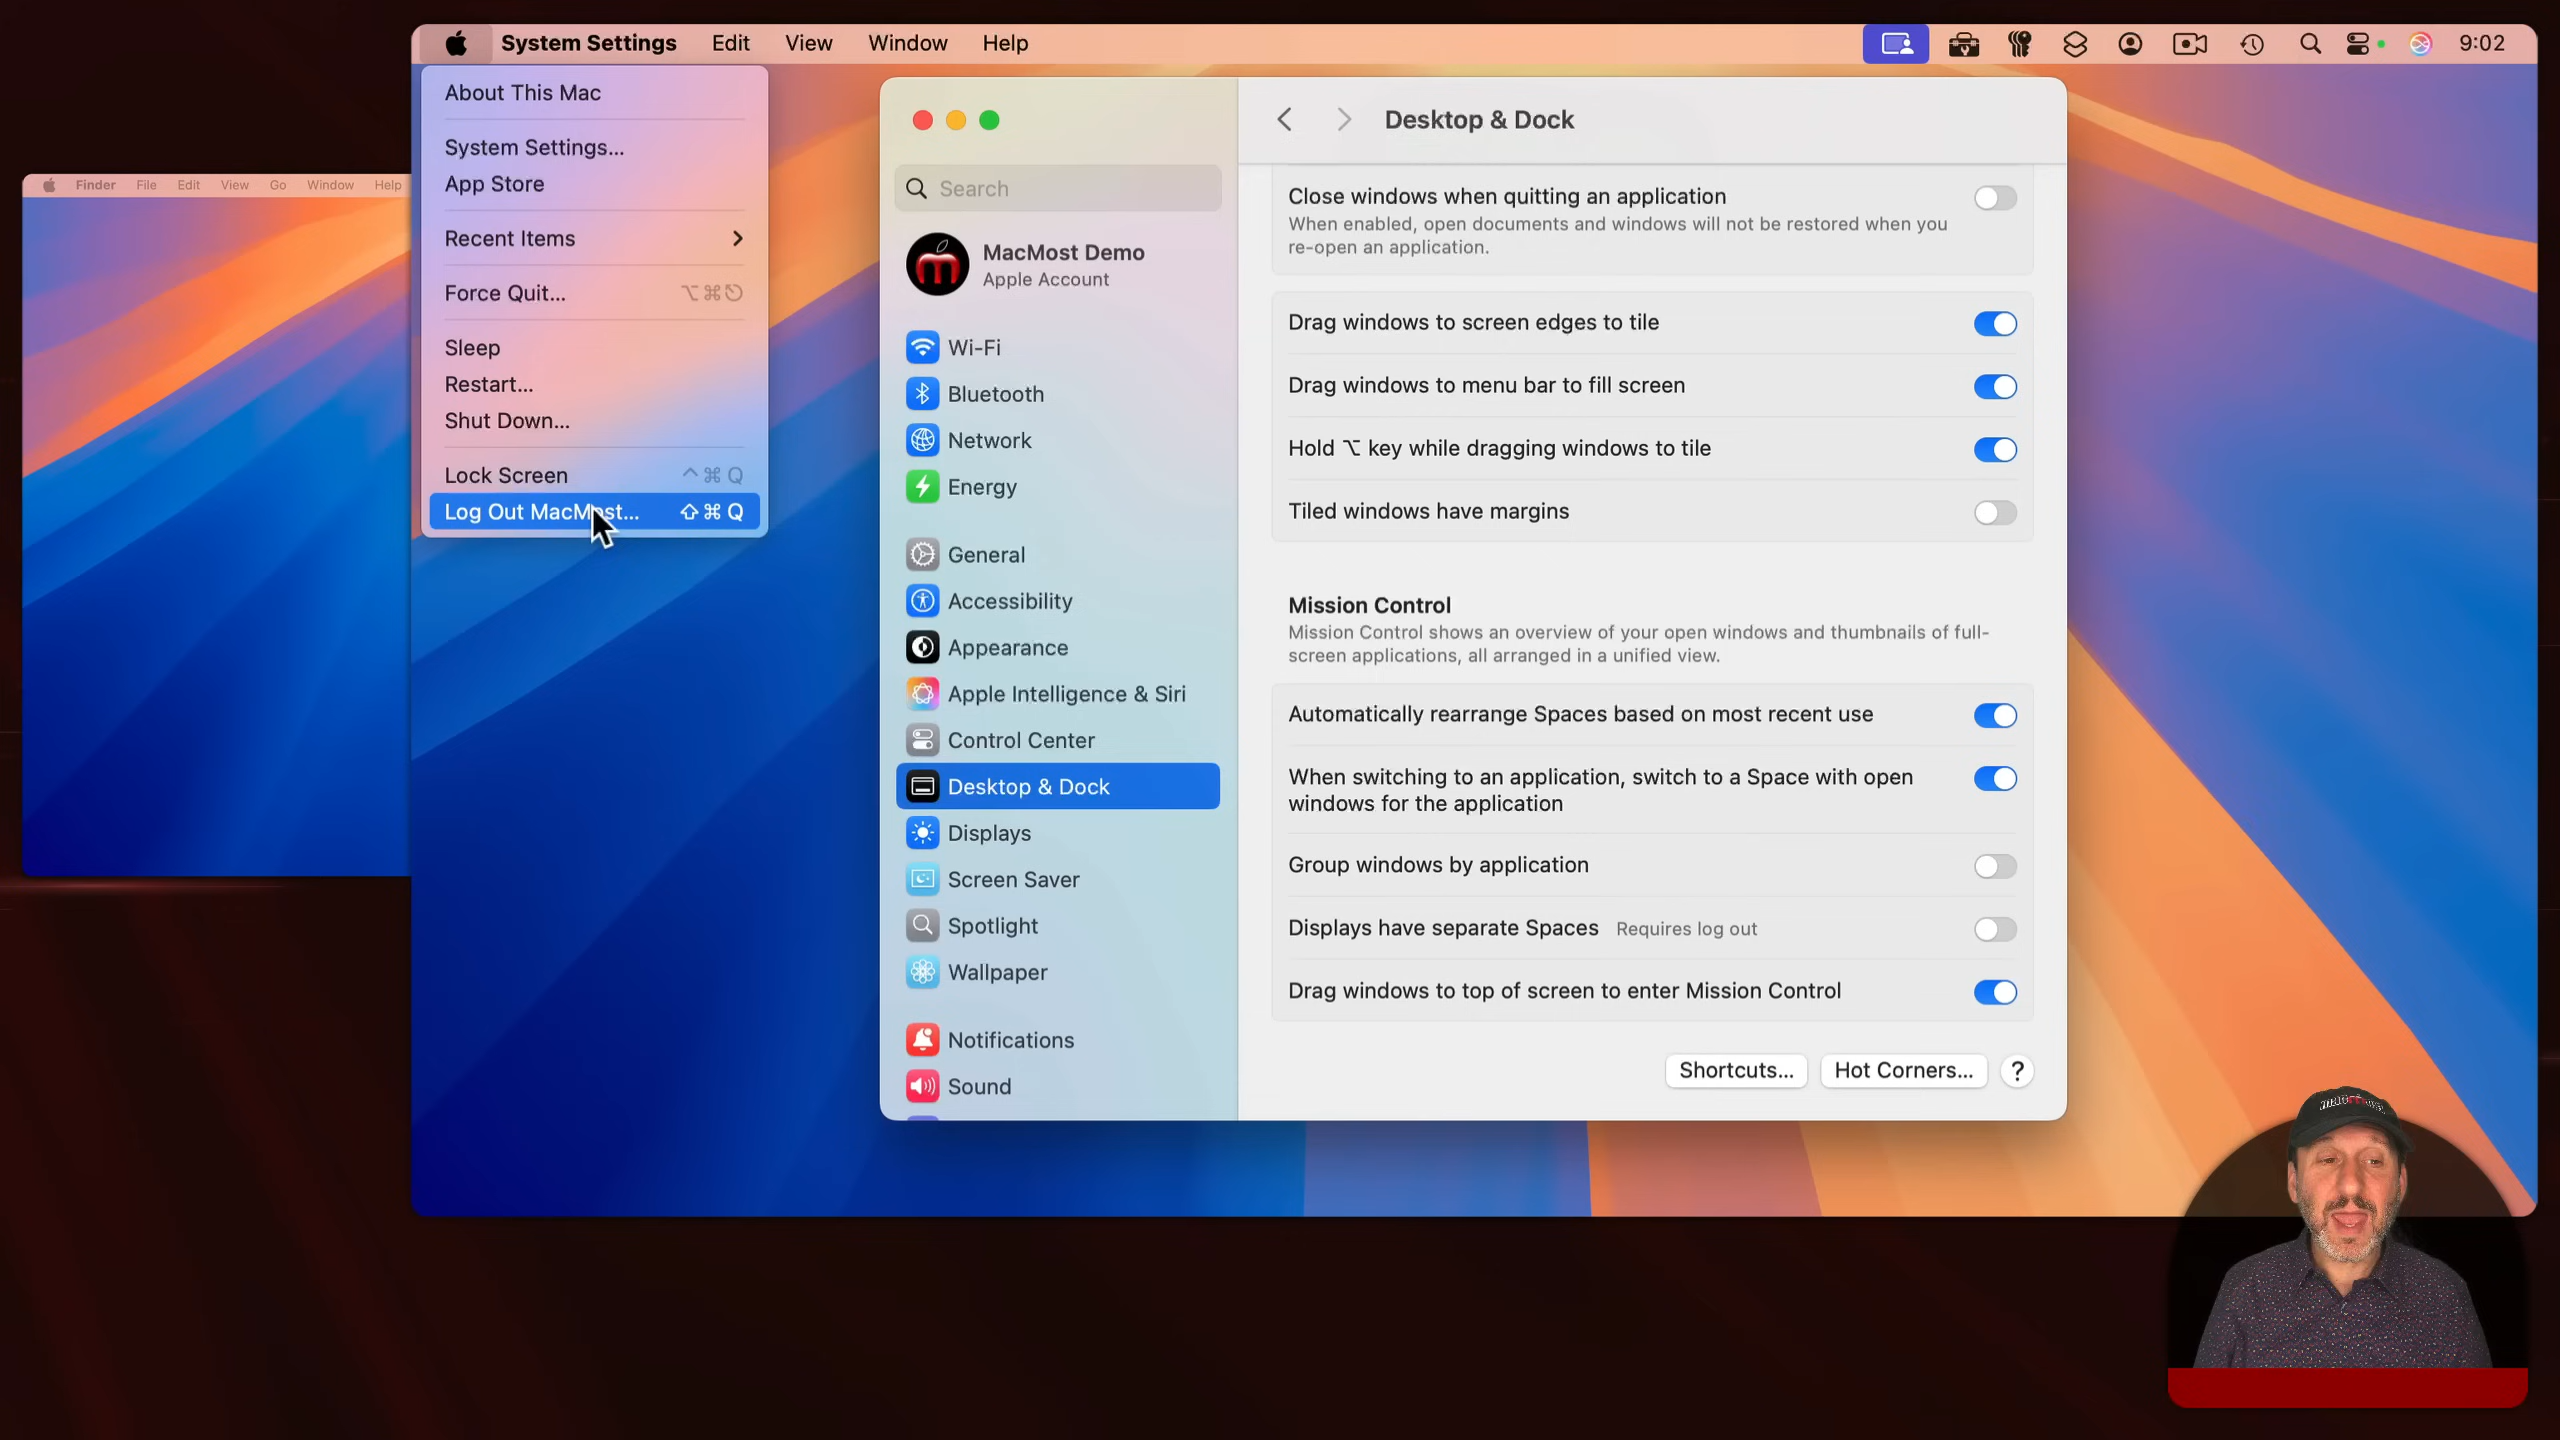 System Settings Edit View Window Help 9:02
About This Mac
System Settings...
App Store
Recent Items
Force Quit... ⌥⌘⎋
Sleep
Restart...
Shut Down...
Lock Screen ^⌘Q
Log Out MacMost... ⇧⌘Q
Finder File Edit View Go Window Help
Search
MacMost Demo
Apple Account
Wi-Fi
Bluetooth
Network
Energy
General
Accessibility
Appearance
Apple Intelligence & Siri
Control Center
Desktop & Dock
Displays
Screen Saver
Spotlight
Wallpaper
Notifications
Sound
Desktop & Dock
Close windows when quitting an application
When enabled, open documents and windows will not be restored when you
re-open an application.
Drag windows to screen edges to tile
Drag windows to menu bar to fill screen
Hold ⌥ key while dragging windows to tile
Tiled windows have margins
Mission Control
Mission Control shows an overview of your open windows and thumbnails of full-
screen applications, all arranged in a unified view.
Automatically rearrange Spaces based on most recent use
When switching to an application, switch to a Space with open
windows for the application
Group windows by application
Displays have separate Spaces Requires log out
Drag windows to top of screen to enter Mission Control
Shortcuts... Hot Corners... ?